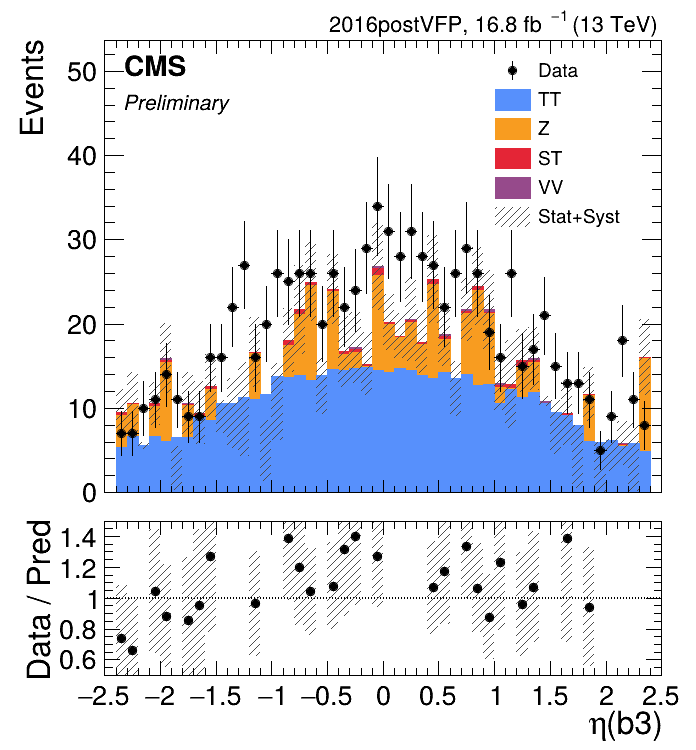 2016postVFP, 16.8 fb ⁻¹ (13 TeV)
Events
CMS
Preliminary
Data
TT
Z
ST
VV
Stat+Syst
50
40
30
20
10
0
Data / Pred
1.4
1.2
1
0.8
0.6
−2.5 −2 −1.5 −1 −0.5 0 0.5 1 1.5 2 2.5
η(b3)